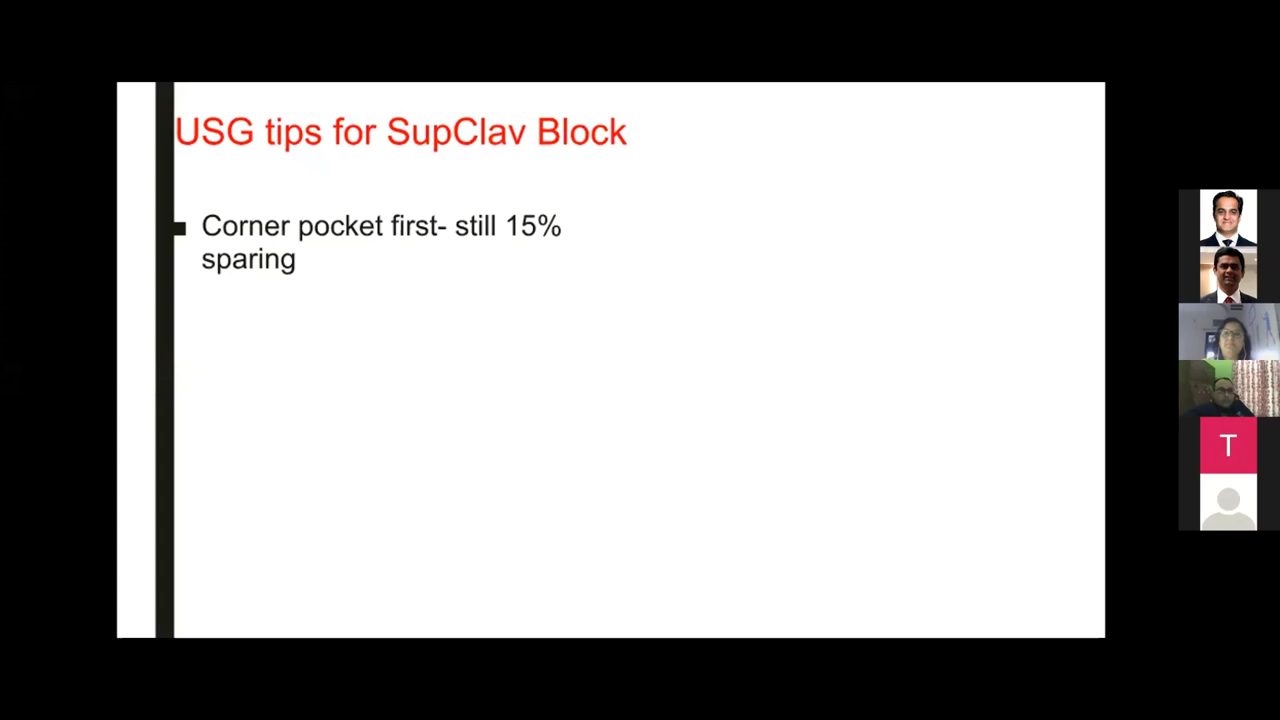 USG tips for SupClav Block
Corner pocket first- still 15%
sparing
T